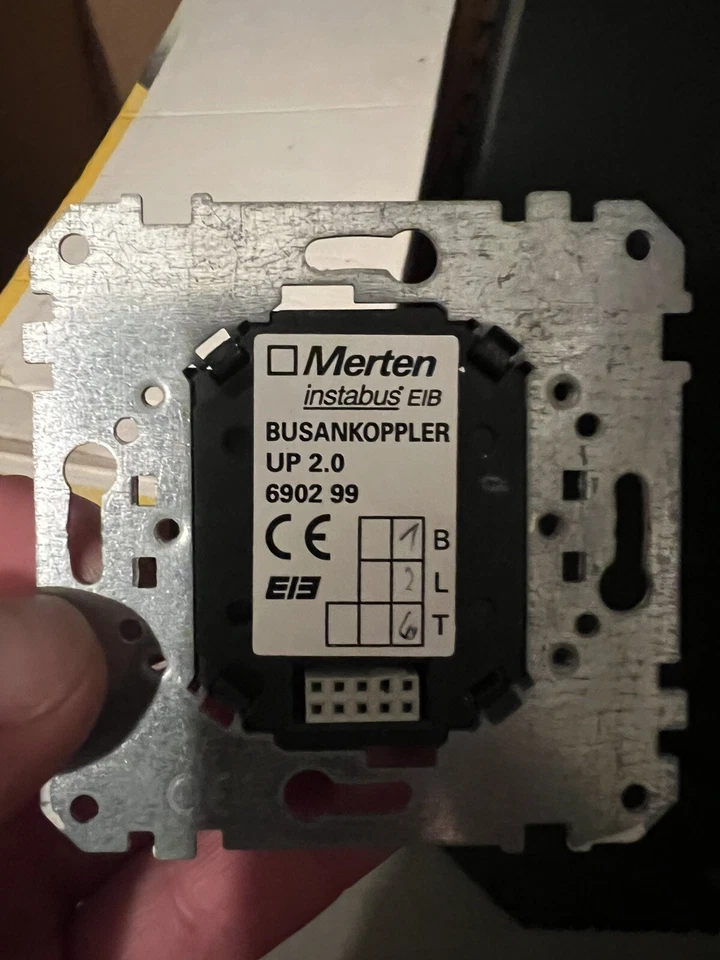 Merten
instabus EIB
BUSANKOPPLER
UP 2.0
6902 99
CE
1 B
EIB
2 L
6 T